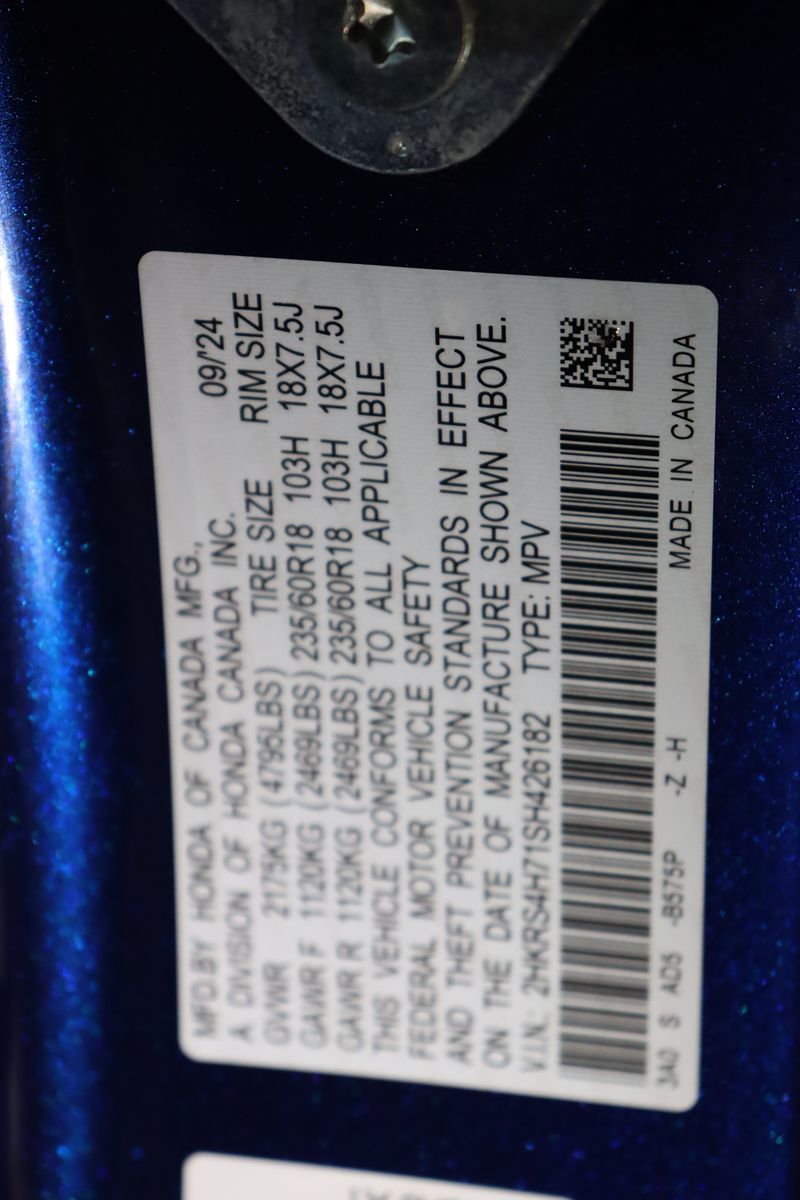 MFD.BY HONDA OF CANADA MFG., 09/'24
A DIVISION OF HONDA CANADA INC.
GVWR 2175KG (4795LBS) TIRE SIZE RIM SIZE
GAWR F 1120KG (2469LBS) 235/60R18 103H 18X7.5J
GAWR R 1120KG (2469LBS) 235/60R18 103H 18X7.5J
THIS VEHICLE CONFORMS TO ALL APPLICABLE
FEDERAL MOTOR VEHICLE SAFETY
AND THEFT PREVENTION STANDARDS IN EFFECT
ON THE DATE OF MANUFACTURE SHOWN ABOVE.
V.I.N.: 2HKRS4H71SH426182 TYPE: MPV
3A0 S AD5 -B575P -Z -H MADE IN CANADA